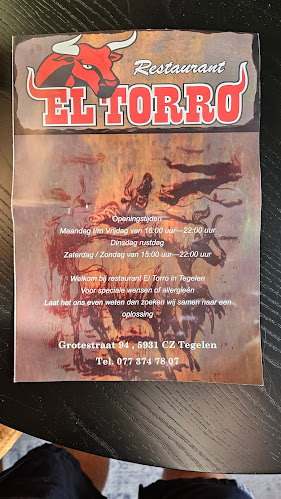 Restaurant
EL TORRO
Openingstijden
Maandag t/m Vrijdag van 16:00 uur—22:00 uur
Dinsdag rustdag
Zaterdag / Zondag van 15:00 uur—22:00 uur
Welkom bij restaurant El Torro in Tegelen
Voor speciale wensen of allergieën
Laat het ons even weten dan zoeken wij samen naar een
oplossing
Grotestraat 94 , 5931 CZ Tegelen
Tel. 077 374 78 07